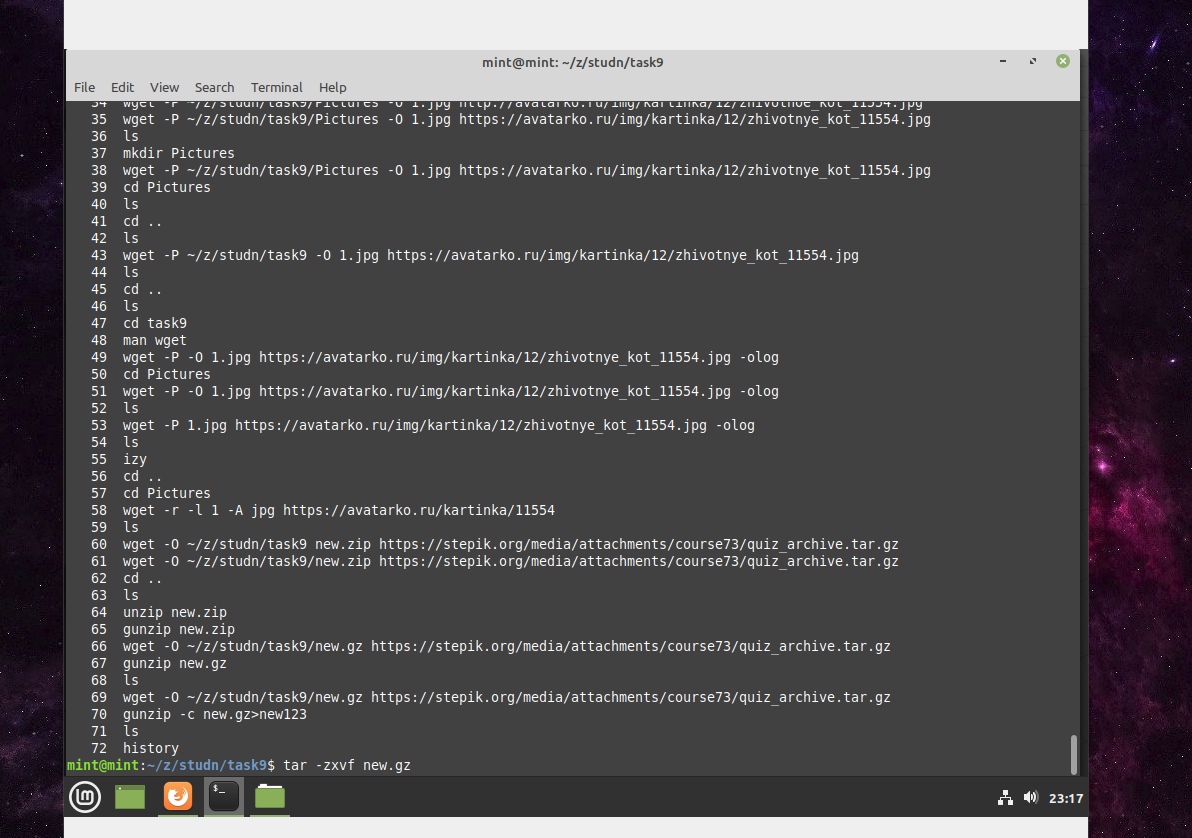 mint@mint: ~/z/studn/task9
File Edit View Search Terminal Help
34 wget -P ~/z/studn/task9/Pictures -O 1.jpg http://avatarko.ru/img/kartinka/12/zhivotnoe_kot_11554.jpg
35 wget -P ~/z/studn/task9/Pictures -O 1.jpg https://avatarko.ru/img/kartinka/12/zhivotnye_kot_11554.jpg
36 ls
37 mkdir Pictures
38 wget -P ~/z/studn/task9/Pictures -O 1.jpg https://avatarko.ru/img/kartinka/12/zhivotnye_kot_11554.jpg
39 cd Pictures
40 ls
41 cd ..
42 ls
43 wget -P ~/z/studn/task9 -O 1.jpg https://avatarko.ru/img/kartinka/12/zhivotnye_kot_11554.jpg
44 ls
45 cd ..
46 ls
47 cd task9
48 man wget
49 wget -P -O 1.jpg https://avatarko.ru/img/kartinka/12/zhivotnye_kot_11554.jpg -olog
50 cd Pictures
51 wget -P -O 1.jpg https://avatarko.ru/img/kartinka/12/zhivotnye_kot_11554.jpg -olog
52 ls
53 wget -P 1.jpg https://avatarko.ru/img/kartinka/12/zhivotnye_kot_11554.jpg -olog
54 ls
55 izy
56 cd ..
57 cd Pictures
58 wget -r -l 1 -A jpg https://avatarko.ru/kartinka/11554
59 ls
60 wget -O ~/z/studn/task9 new.zip https://stepik.org/media/attachments/course73/quiz_archive.tar.gz
61 wget -O ~/z/studn/task9/new.zip https://stepik.org/media/attachments/course73/quiz_archive.tar.gz
62 cd ..
63 ls
64 unzip new.zip
65 gunzip new.zip
66 wget -O ~/z/studn/task9/new.gz https://stepik.org/media/attachments/course73/quiz_archive.tar.gz
67 gunzip new.gz
68 ls
69 wget -O ~/z/studn/task9/new.gz https://stepik.org/media/attachments/course73/quiz_archive.tar.gz
70 gunzip -c new.gz>new123
71 ls
72 history
mint@mint:~/z/studn/task9$ tar -zxvf new.gz
23:17